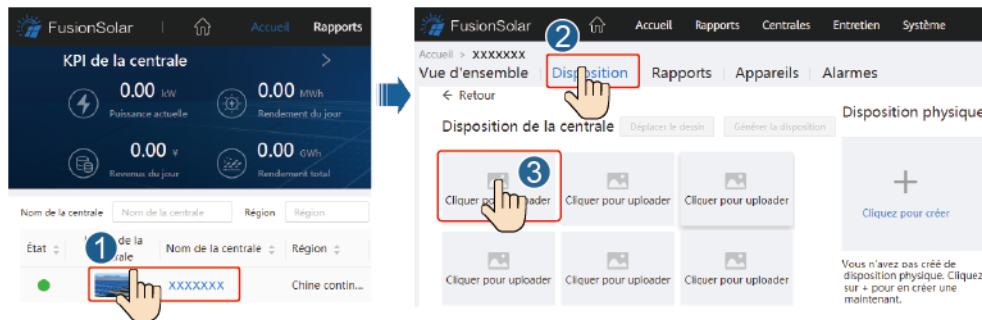 FusionSolar
Accueil
Rapports
KPI de la centrale
>
0.00 kW
Puissance actuelle
0.00 MWh
Rendement du jour
0.00 ¥
Revenus du jour
0.00 GWh
Rendement total
Nom de la centrale
Nom de la centrale
Région
Région
État
de la
Nom de la centrale
Région
1
XXXXXXX
Chine contin...
FusionSolar
Accueil
Rapports
Centrales
Entretien
Système
2
Accueil > XXXXXXX
Vue d'ensemble
Disposition
Rapports
Appareils
Alarmes
← Retour
Disposition de la centrale
Déplacer le dessin
Générer la disposition
Disposition physique
3
Cliquer
Cliquer pour uploader
Cliquer pour uploader
Cliquez pour créer
Cliquer pour uploader
Cliquer pour uploader
Cliquer pour uploader
Vous n'avez pas créé de
disposition physique. Cliquez
sur + pour en créer une
maintenant.